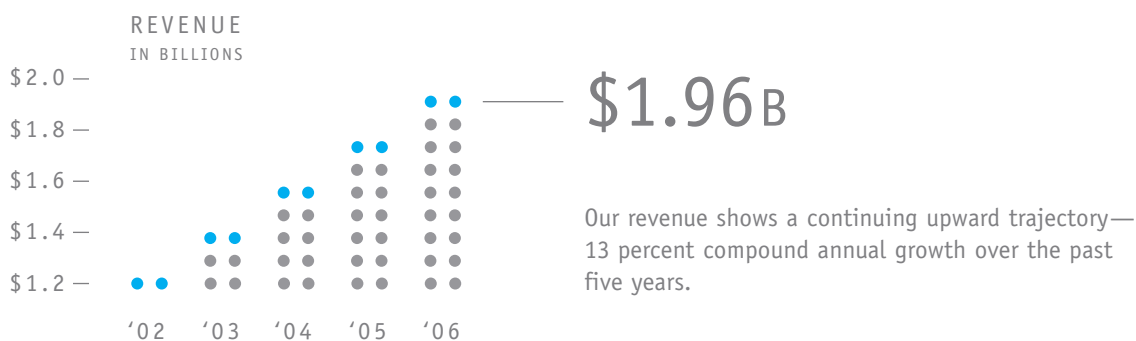 REVENUE
IN BILLIONS
$2.0
$1.8
$1.6
$1.4
$1.2
‘02 ‘03 ‘04 ‘05 ‘06
$1.96B
Our revenue shows a continuing upward trajectory—
13 percent compound annual growth over the past
five years.